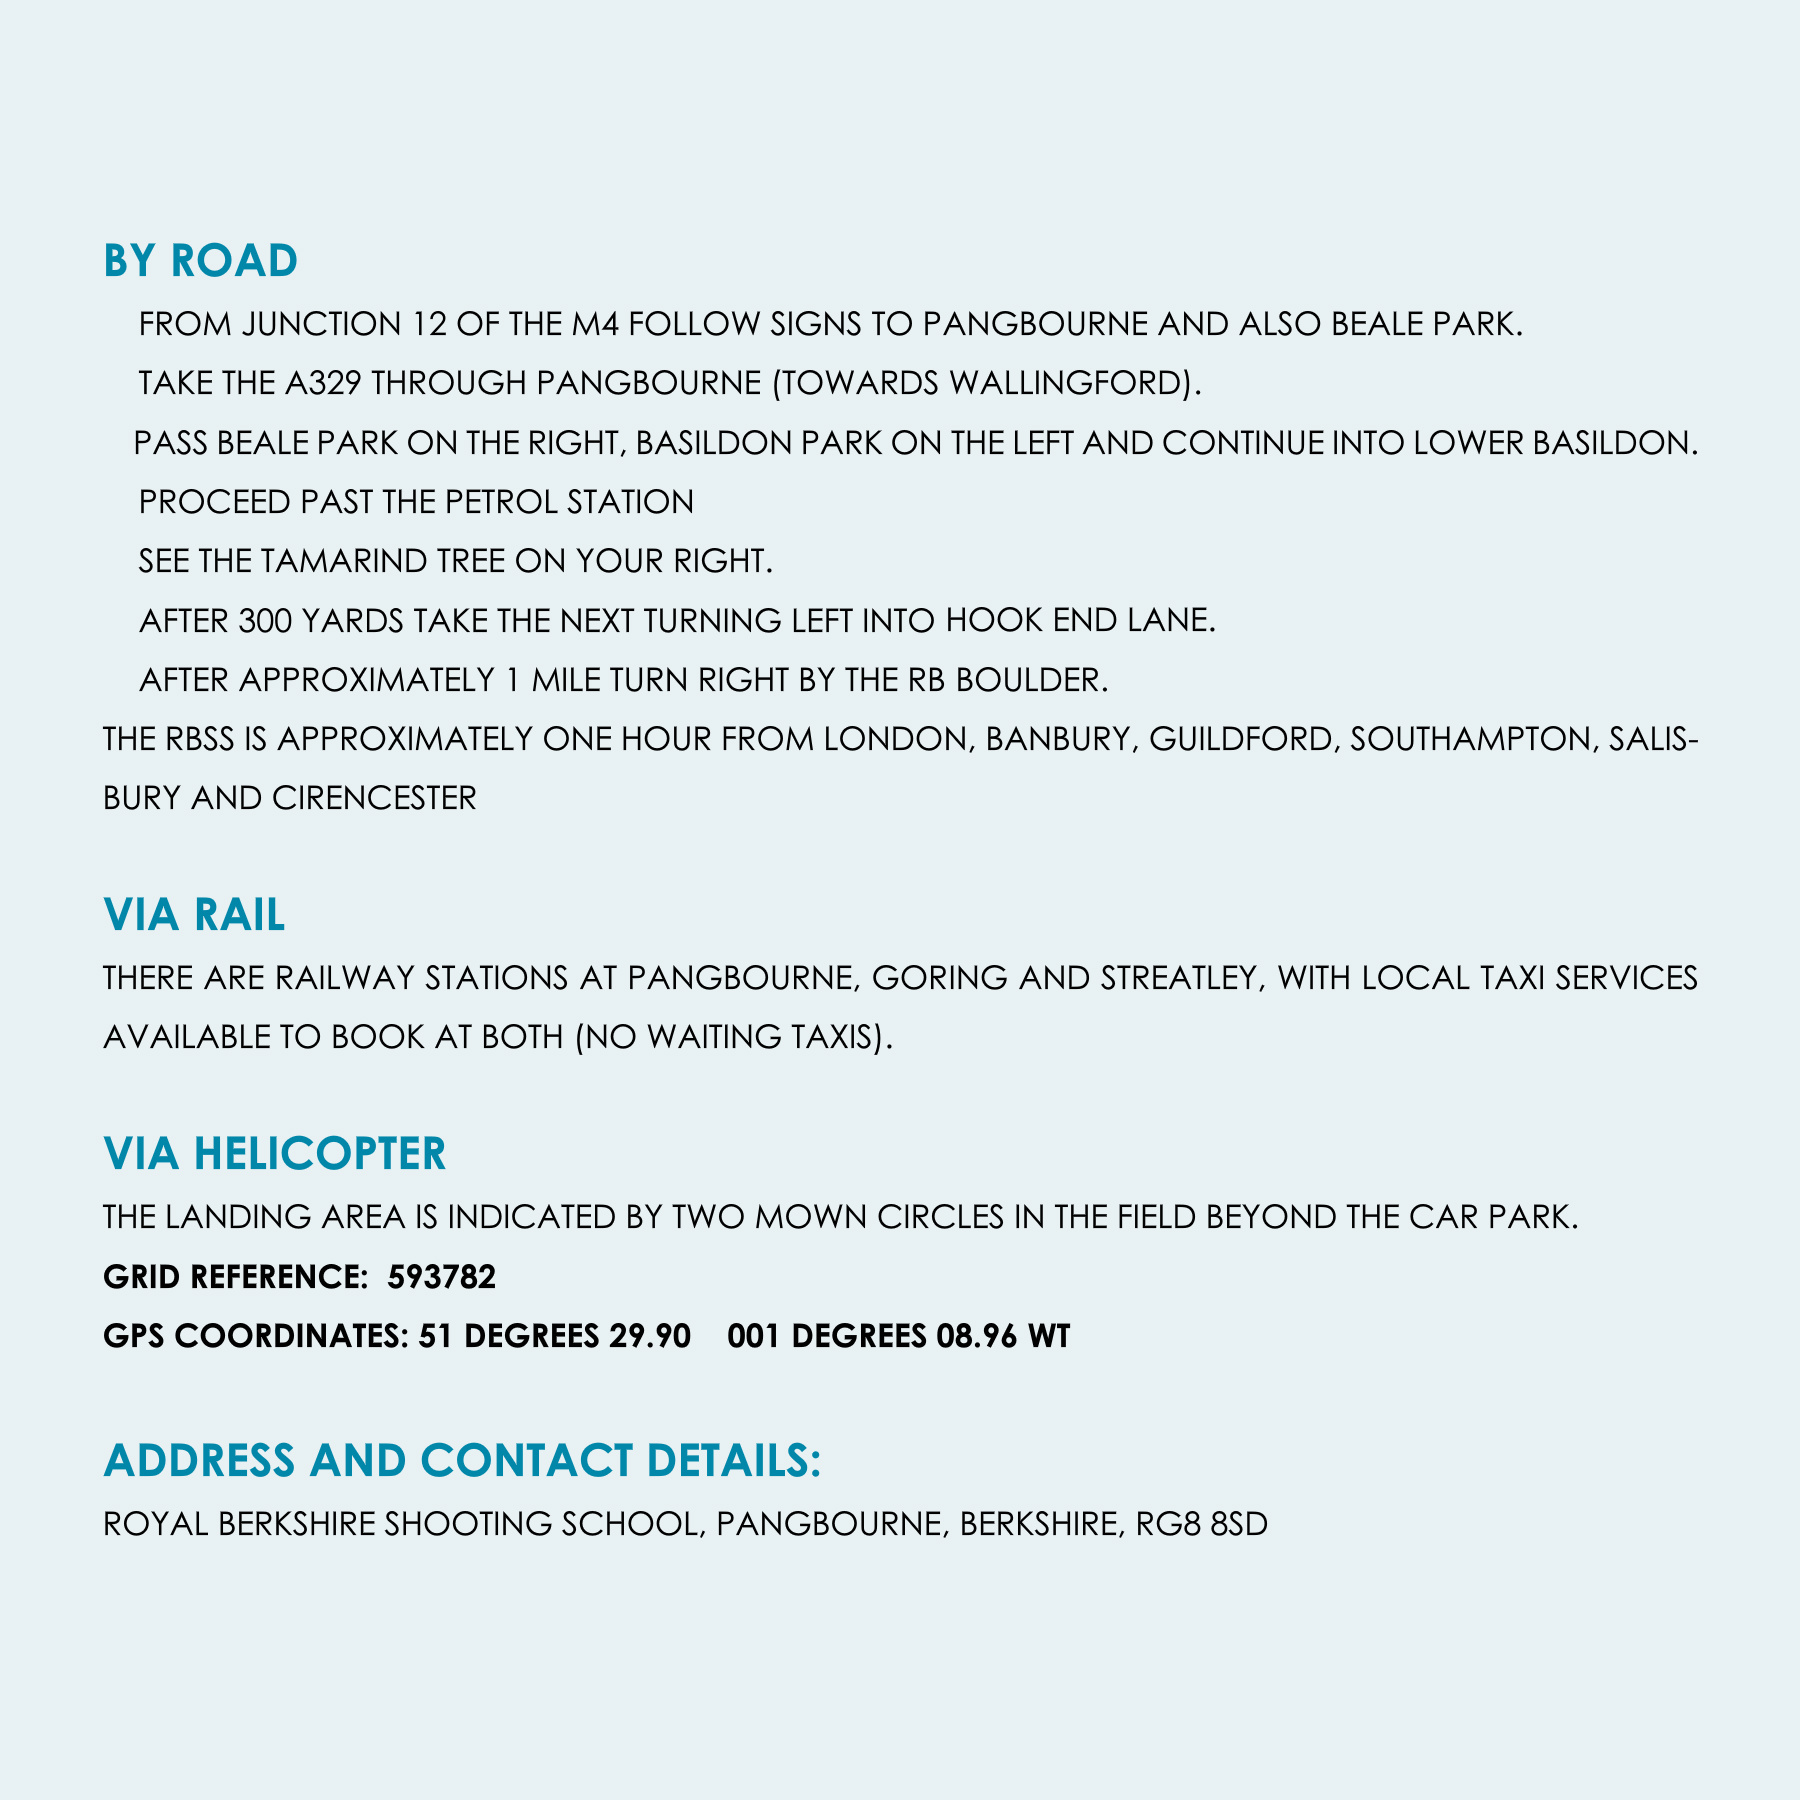 BY ROAD
FROM JUNCTION 12 OF THE M4 FOLLOW SIGNS TO PANGBOURNE AND ALSO BEALE PARK.
TAKE THE A329 THROUGH PANGBOURNE (TOWARDS WALLINGFORD).
PASS BEALE PARK ON THE RIGHT, BASILDON PARK ON THE LEFT AND CONTINUE INTO LOWER BASILDON.
PROCEED PAST THE PETROL STATION
SEE THE TAMARIND TREE ON YOUR RIGHT.
AFTER 300 YARDS TAKE THE NEXT TURNING LEFT INTO HOOK END LANE.
AFTER APPROXIMATELY 1 MILE TURN RIGHT BY THE RB BOULDER.
THE RBSS IS APPROXIMATELY ONE HOUR FROM LONDON, BANBURY, GUILDFORD, SOUTHAMPTON, SALIS-
BURY AND CIRENCESTER
VIA RAIL
THERE ARE RAILWAY STATIONS AT PANGBOURNE, GORING AND STREATLEY, WITH LOCAL TAXI SERVICES
AVAILABLE TO BOOK AT BOTH (NO WAITING TAXIS).
VIA HELICOPTER
THE LANDING AREA IS INDICATED BY TWO MOWN CIRCLES IN THE FIELD BEYOND THE CAR PARK.
GRID REFERENCE: 593782
GPS COORDINATES: 51 DEGREES 29.90 001 DEGREES 08.96 WT
ADDRESS AND CONTACT DETAILS:
ROYAL BERKSHIRE SHOOTING SCHOOL, PANGBOURNE, BERKSHIRE, RG8 8SD